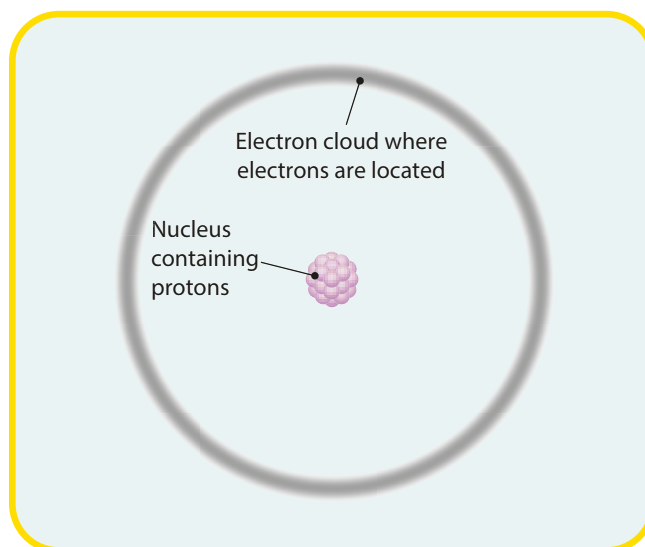 Electron cloud where
electrons are located
Nucleus
containing
protons